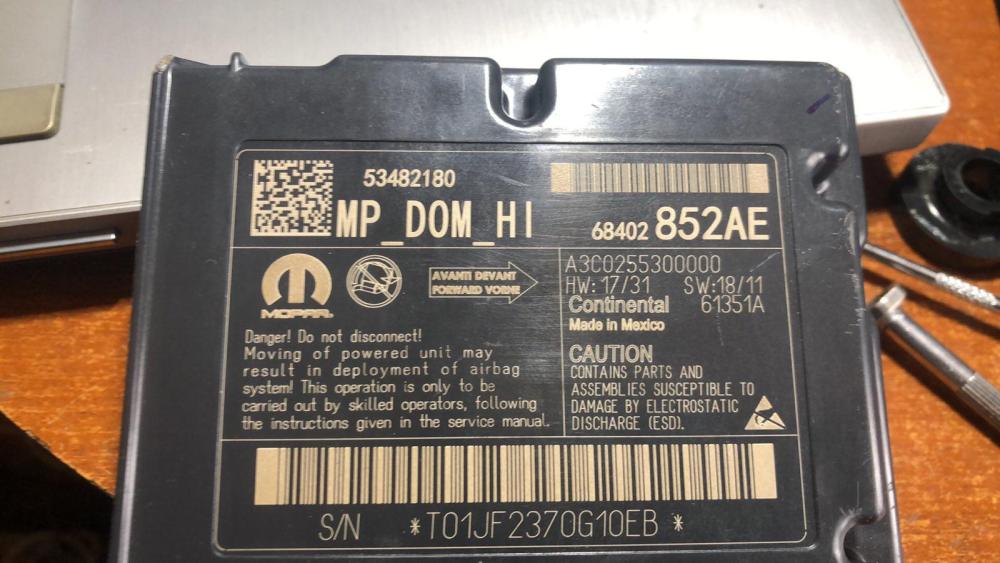 53482180
MP_DOM_HI
68402 852AE
MOPAR®
AVANTI DEVANT
FORWARD VORNE
A3C0255300000
HW: 17/31 SW:18/11
Continental 61351A
Made in Mexico
Danger! Do not disconnect!
Moving of powered unit may
result in deployment of airbag
system! This operation is only to be
carried out by skilled operators, following
the instructions given in the service manual.
CAUTION
CONTAINS PARTS AND
ASSEMBLIES SUSCEPTIBLE TO
DAMAGE BY ELECTROSTATIC
DISCHARGE (ESD).
S/N *T01JF2370G10EB*